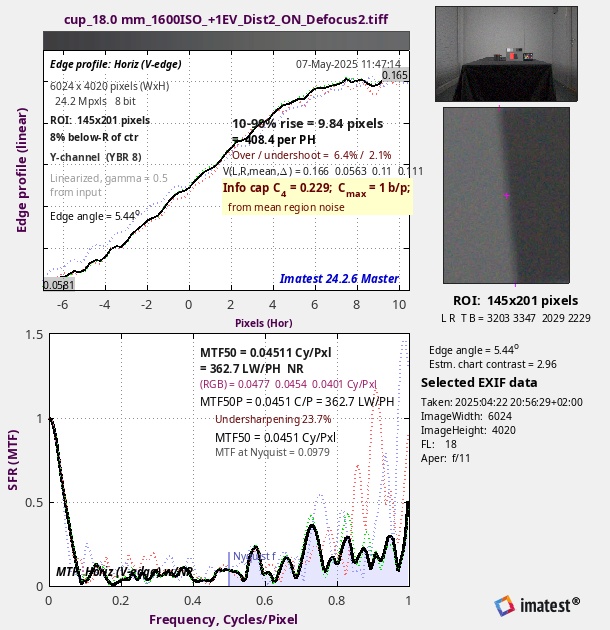 cup_18.0 mm_1600ISO_+1EV_Dist2_ON_Defocus2.tiff
Edge profile: Horiz (V-edge)
07-May-2025 11:47:14
0.165
6024 x 4020 pixels (WxH)
24.2 Mpxls 8 bit
ROI: 145x201 pixels
8% below-R of ctr
Y-channel (YBR 8)
Linearized, gamma = 0.5
from input
Edge angle = 5.44⁰
10-90% rise = 9.84 pixels
= 408.4 per PH
Over / undershoot = 6.4% / 2.1%
V(L,R,mean,Δ) = 0.166 0.0563 0.11 0.111
Info cap C4 = 0.229; Cmax = 1 b/p;
from mean region noise
0.0581
Imatest 24.2.6 Master
Edge profile (linear)
-6 -4 -2 0 2 4 6 8 10
Pixels (Hor)
ROI: 145x201 pixels
L R T B = 3203 3347 2029 2229
Edge angle = 5.44⁰
Estm. chart contrast = 2.96
Selected EXIF data
Taken: 2025:04:22 20:56:29+02:00
ImageWidth: 6024
ImageHeight: 4020
FL: 18
Aper: f/11
1.5
1
0.5
0
SFR (MTF)
MTF50 = 0.04511 Cy/Pxl
= 362.7 LW/PH NR
(RGB) = 0.0477 0.0454 0.0401 Cy/Pxl
MTF50P = 0.0451 C/P = 362.7 LW/PH
Undersharpening 23.7%
MTF50 = 0.0451 Cy/Pxl
MTF at Nyquist = 0.0979
Nyquist f
MTF: Horiz (V-edge) w/NR
0 0.2 0.4 0.6 0.8 1
Frequency, Cycles/Pixel
imatest®